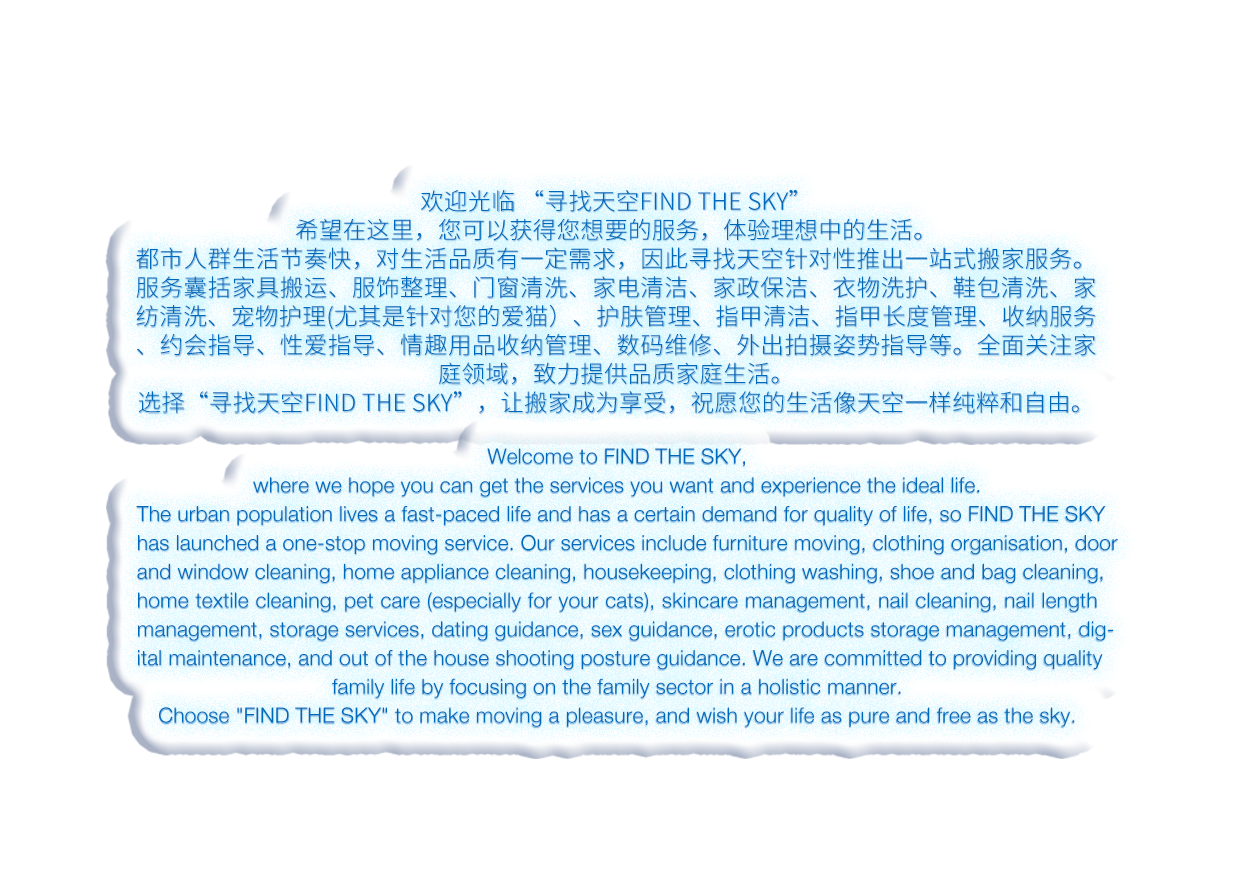 欢迎光临 “寻找天空FIND THE SKY”
希望在这里，您可以获得您想要的服务，体验理想中的生活。
都市人群生活节奏快，对生活品质有一定需求，因此寻找天空针对性推出一站式搬家服务。
服务囊括家具搬运、服饰整理、门窗清洗、家电清洁、家政保洁、衣物洗护、鞋包清洗、家
纺清洗、宠物护理(尤其是针对您的爱猫）、护肤管理、指甲清洁、指甲长度管理、收纳服务
、约会指导、性爱指导、情趣用品收纳管理、数码维修、外出拍摄姿势指导等。全面关注家
庭领域，致力提供品质家庭生活。
选择“寻找天空FIND THE SKY”，让搬家成为享受，祝愿您的生活像天空一样纯粹和自由。
Welcome to FIND THE SKY,
where we hope you can get the services you want and experience the ideal life.
The urban population lives a fast-paced life and has a certain demand for quality of life, so FIND THE SKY
has launched a one-stop moving service. Our services include furniture moving, clothing organisation, door
and window cleaning, home appliance cleaning, housekeeping, clothing washing, shoe and bag cleaning,
home textile cleaning, pet care (especially for your cats), skincare management, nail cleaning, nail length
management, storage services, dating guidance, sex guidance, erotic products storage management, dig-
ital maintenance, and out of the house shooting posture guidance. We are committed to providing quality
family life by focusing on the family sector in a holistic manner.
Choose "FIND THE SKY" to make moving a pleasure, and wish your life as pure and free as the sky.